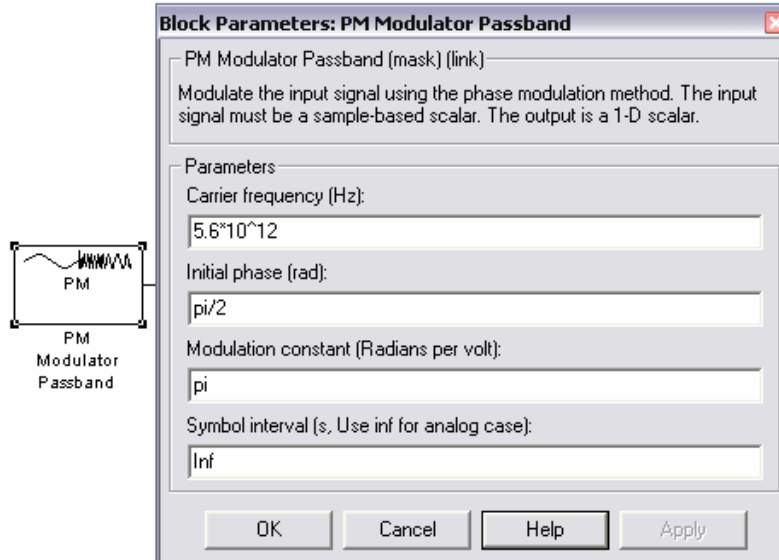 Block Parameters: PM Modulator Passband
PM Modulator Passband (mask) (link)
Modulate the input signal using the phase modulation method. The input
signal must be a sample-based scalar. The output is a 1-D scalar.
Parameters
Carrier frequency (Hz):
5.6*10^12
Initial phase (rad):
pi/2
Modulation constant (Radians per volt):
pi
Symbol interval (s, Use inf for analog case):
Inf
OK Cancel Help Apply
PM
PM
Modulator
Passband